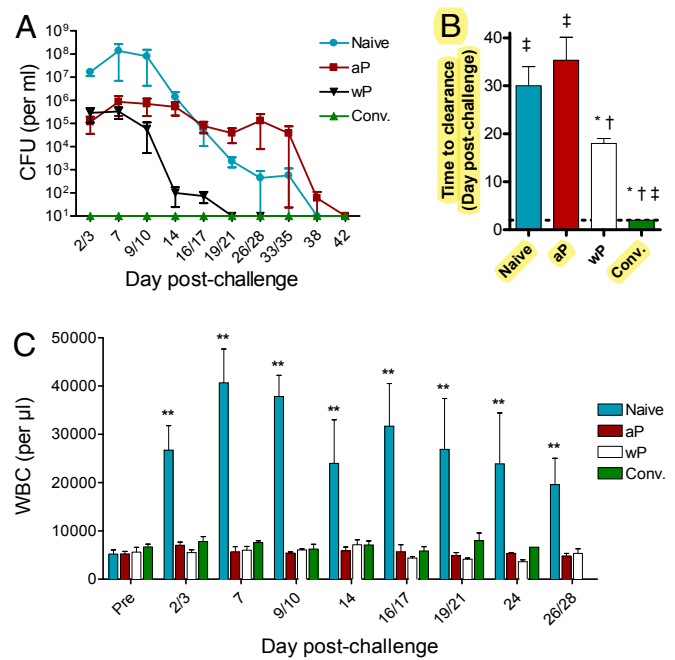 A
10⁹
10⁸
10⁷
10⁶
10⁵
10⁴
10³
10²
10¹
CFU (per ml)
2/3
7
9/10
14
16/17
19/21
26/28
33/35
38
42
Day post-challenge
Naive
aP
wP
Conv.
B
Time to clearance
(Day post-challenge)
40
30
20
10
0
‡
‡
* †
* † ‡
Naive
aP
wP
Conv.
C
WBC (per µl)
50000
40000
30000
20000
10000
0
**
**
**
**
**
**
**
**
Pre
2/3
7
9/10
14
16/17
19/21
24
26/28
Day post-challenge
Naive
aP
wP
Conv.